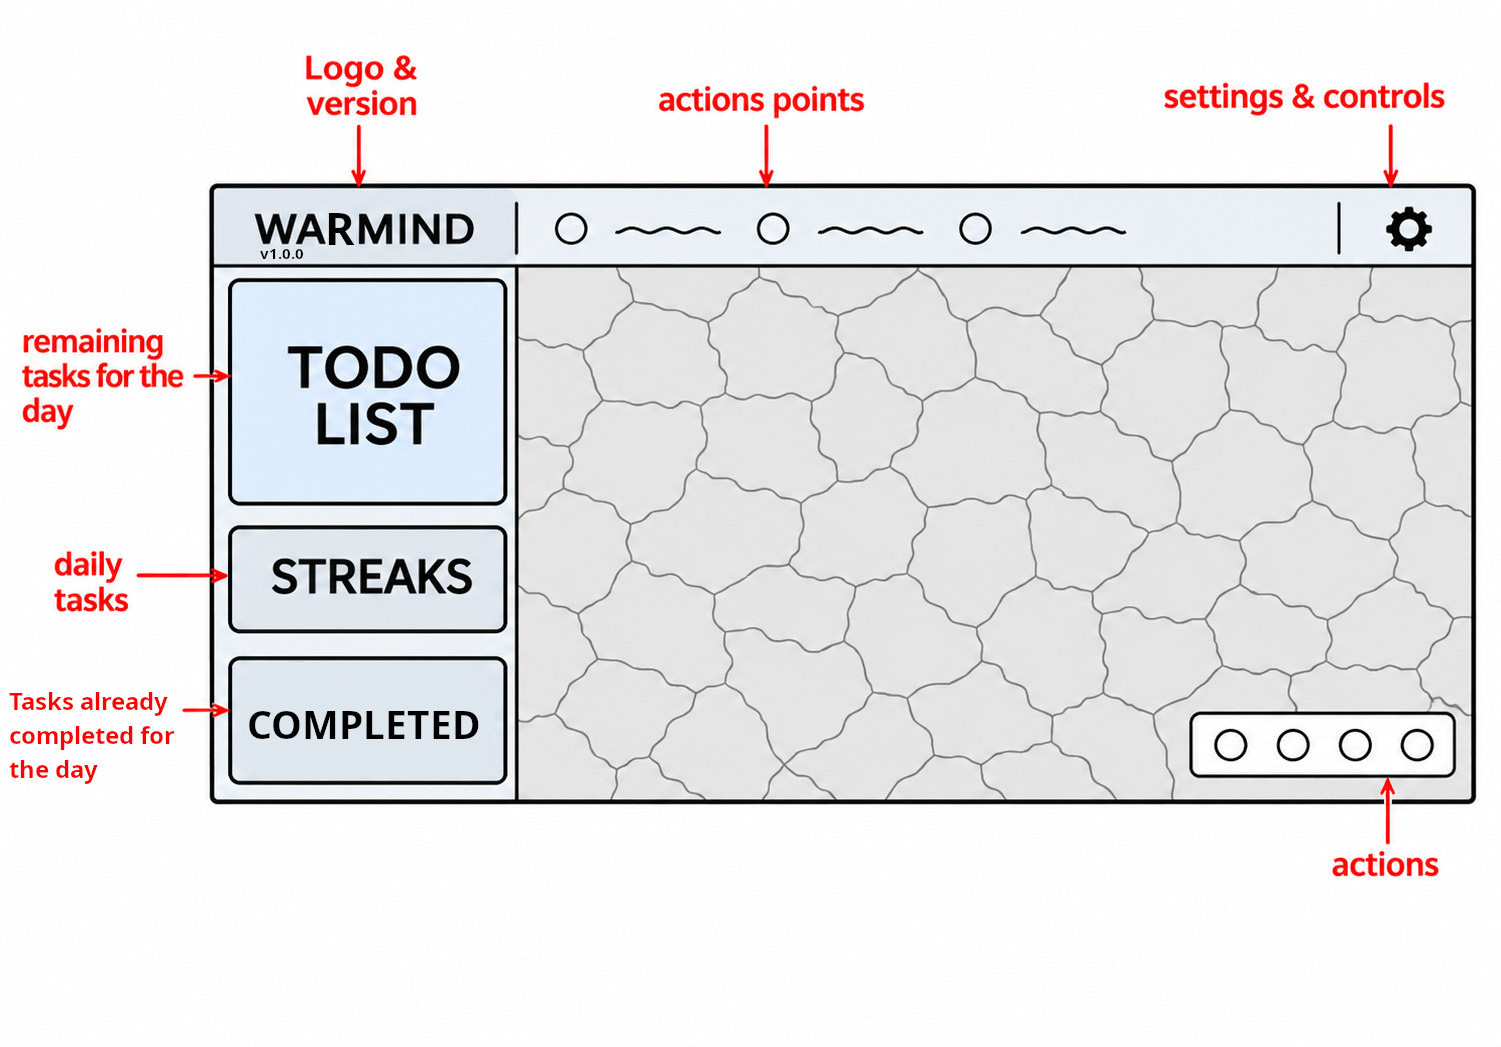 Logo &
version
actions points
settings & controls
WARMIND
v1.0.0
remaining
tasks for the
day
TODO
LIST
daily
tasks
STREAKS
Tasks already
completed for
the day
COMPLETED
actions